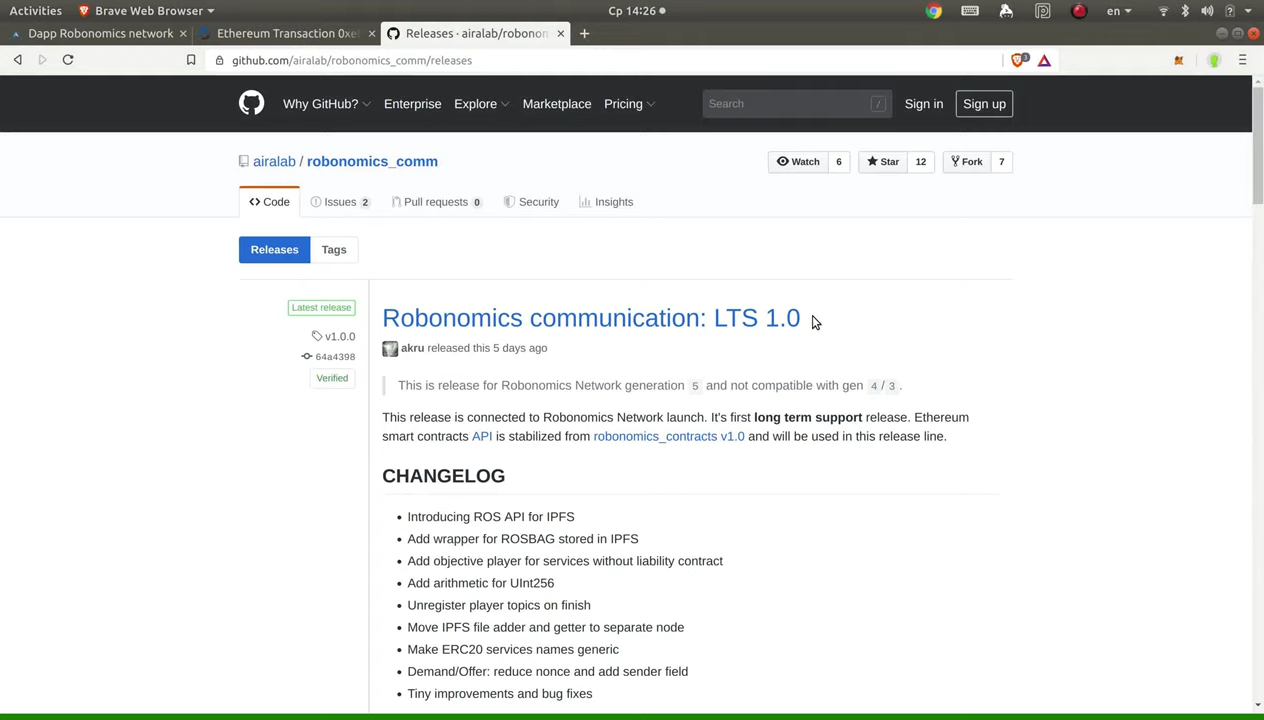 Activities Brave Web Browser Ср 14:26 en
Dapp Robonomics network Ethereum Transaction 0xe Releases · airalab/robonom
github.com/airalab/robonomics_comm/releases 3
Why GitHub? Enterprise Explore Marketplace Pricing Search / Sign in Sign up
airalab / robonomics_comm Watch 6 Star 12 Fork 7
Code Issues 2 Pull requests 0 Security Insights
Releases Tags
Latest release
Robonomics communication: LTS 1.0
v1.0.0
akru released this 5 days ago
64a4398
Verified
This is release for Robonomics Network generation 5 and not compatible with gen 4 / 3 .
This release is connected to Robonomics Network launch. It's first long term support release. Ethereum
smart contracts API is stabilized from robonomics_contracts v1.0 and will be used in this release line.
CHANGELOG
• Introducing ROS API for IPFS
• Add wrapper for ROSBAG stored in IPFS
• Add objective player for services without liability contract
• Add arithmetic for UInt256
• Unregister player topics on finish
• Move IPFS file adder and getter to separate node
• Make ERC20 services names generic
• Demand/Offer: reduce nonce and add sender field
• Tiny improvements and bug fixes